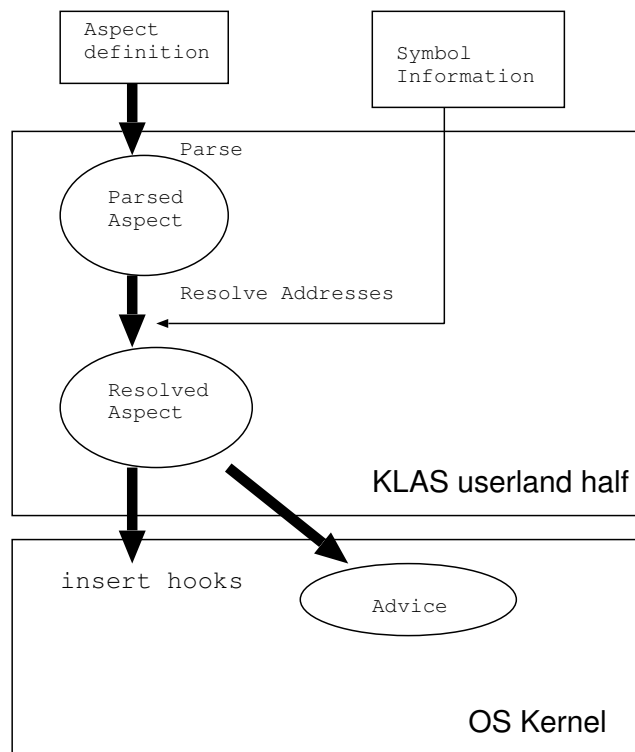 Aspect
definition
Symbol
Information
Parse
Parsed
Aspect
Resolve Addresses
Resolved
Aspect
KLAS userland half
insert hooks
Advice
OS Kernel